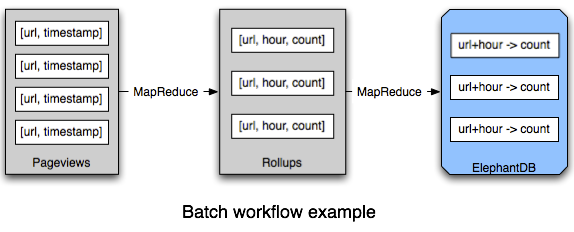 [url, timestamp]
[url, timestamp]
[url, timestamp]
[url, timestamp]
Pageviews
MapReduce
[url, hour, count]
[url, hour, count]
[url, hour, count]
Rollups
MapReduce
url+hour -> count
url+hour -> count
url+hour -> count
ElephantDB
Batch workflow example